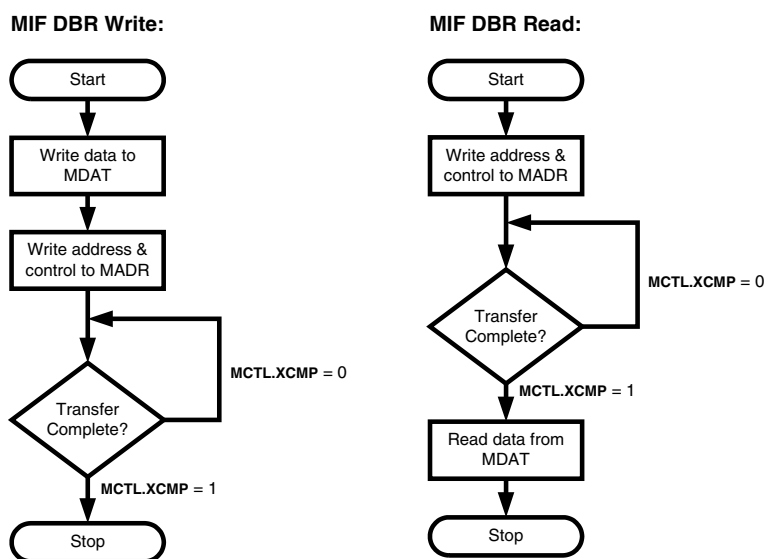 MIF DBR Write:
Start
Write data to
MDAT
Write address &
control to MADR
MCTL.XCMP = 0
Transfer
Complete?
MCTL.XCMP = 1
Stop
MIF DBR Read:
Start
Write address &
control to MADR
MCTL.XCMP = 0
Transfer
Complete?
MCTL.XCMP = 1
Read data from
MDAT
Stop